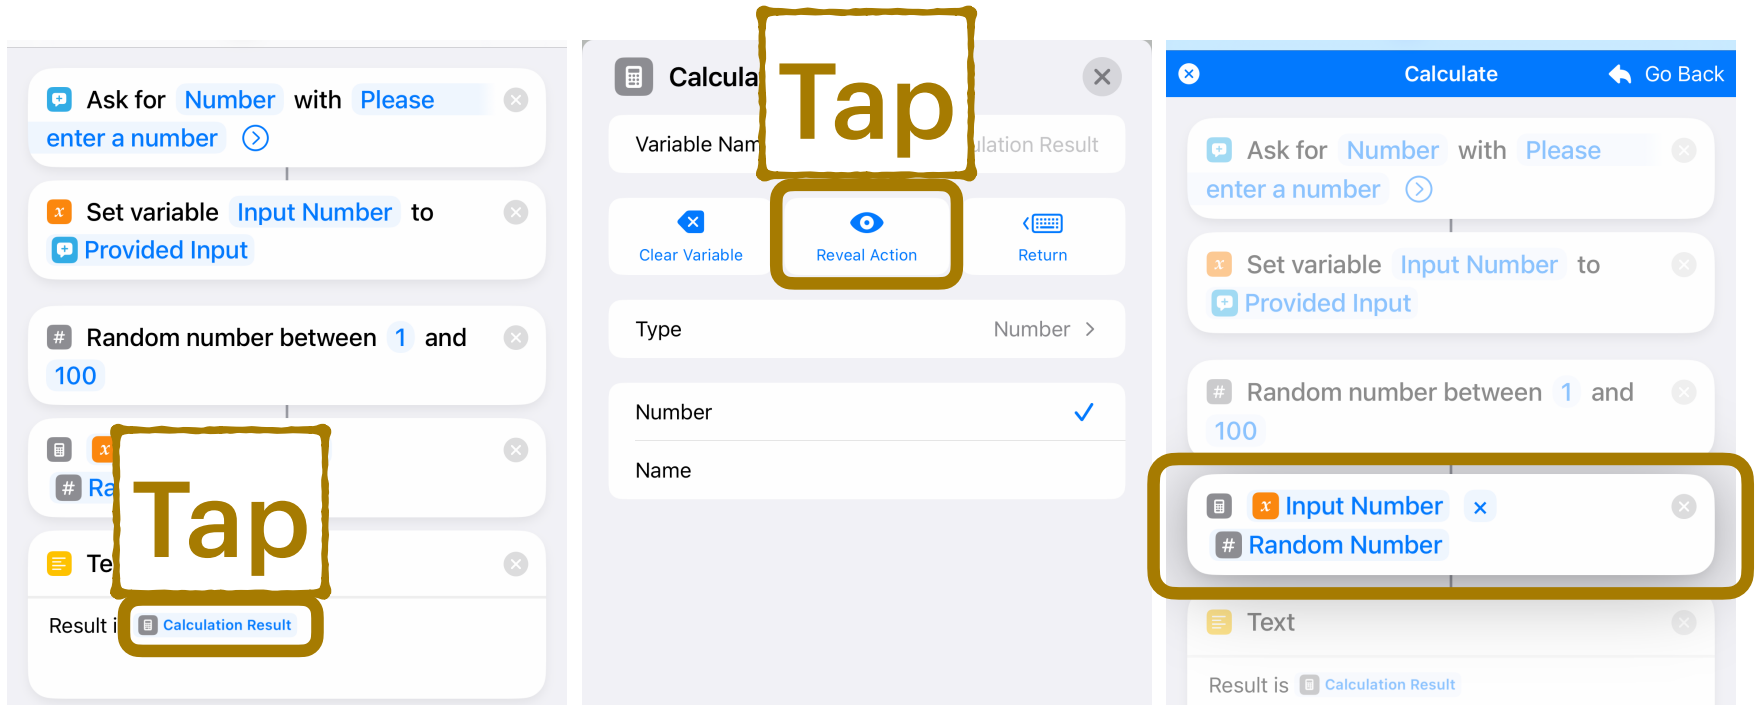 Ask for Number with Please
enter a number
Set variable Input Number to
Provided Input
# Random number between 1 and
100
x
# Ra
Te
Tap
Result i Calculation Result
Calcula
Tap
Variable Nam ulation Result
Clear Variable
Reveal Action
Return
Type Number
Number
Name
Calculate Go Back
Ask for Number with Please
enter a number
x Set variable Input Number to
Provided Input
# Random number between 1 and
100
x Input Number ×
# Random Number
Text
Result is Calculation Result